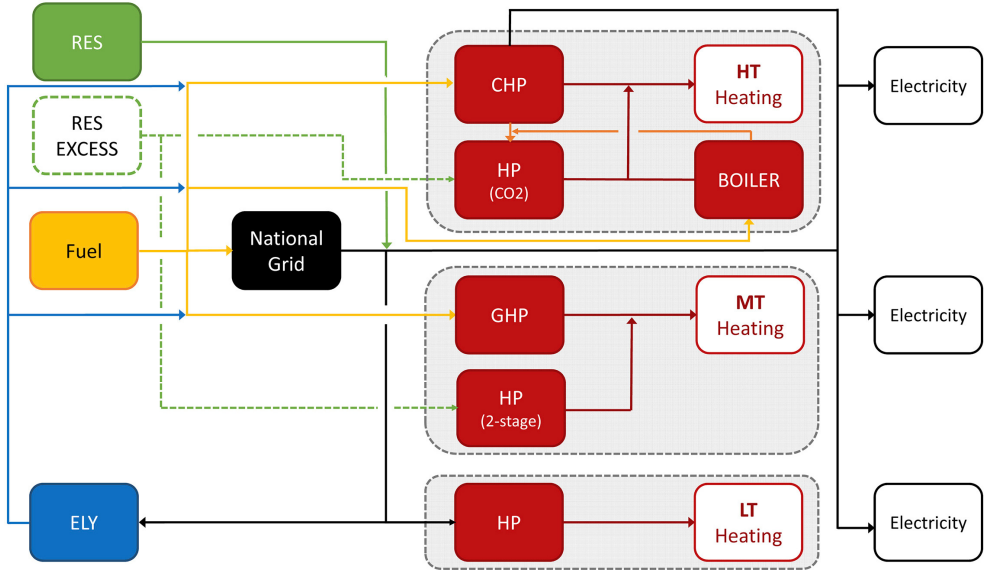 RES
CHP
HT
Heating
Electricity
RES
EXCESS
HP
(CO2)
BOILER
Fuel
National
Grid
GHP
MT
Heating
Electricity
HP
(2-stage)
ELY
HP
LT
Heating
Electricity